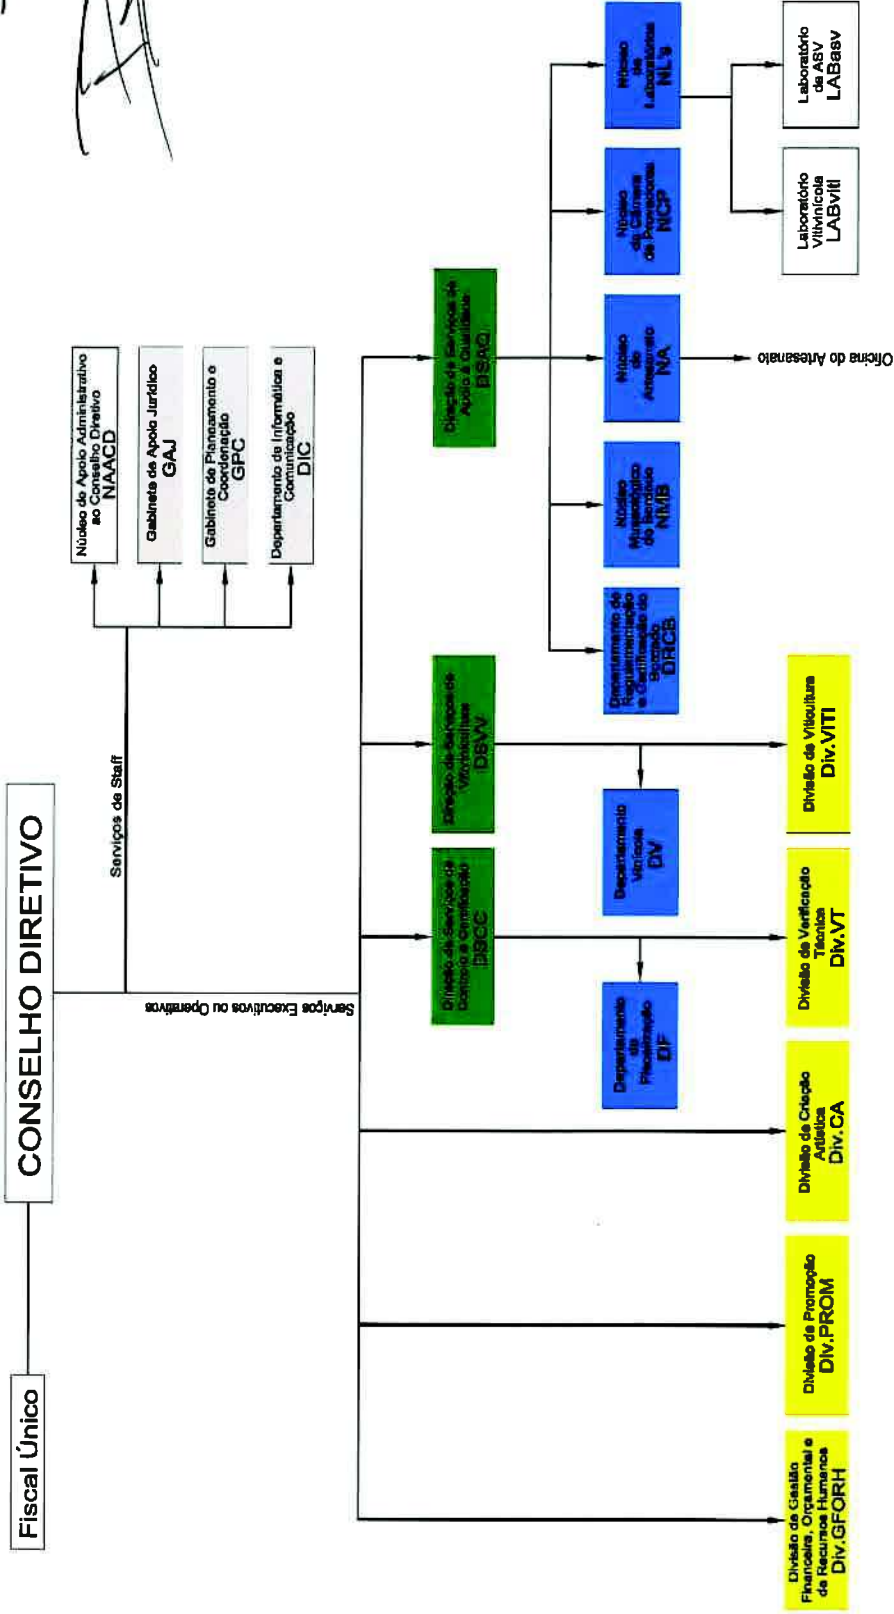 Fiscal Único
CONSELHO DIRETIVO
Serviços de Staff
Serviços Executivos ou Operativos
Núcleo de Apoio Administrativo
ao Conselho Diretivo
NAACD
Gabinete de Apoio Jurídico
GAJ
Gabinete de Planeamento e
Coordenação
GPC
Departamento de Informática e
Comunicação
DIC
Direção de Serviços de
Controlo e Certificação
DSCC
Direção de Serviços de
Vitivinicultura
DSVV
Direção de Serviços de
Apoio à Qualidade
DSAQ
Departamento
de
Fiscalização
DF
Departamento
Vinícola
DV
Departamento de
Regulamentação
e Certificação do
Bordado
DRCB
Núcleo
Museológico
do Bordado
NMB
Núcleo
do
Artesanato
NA
Núcleo
da Câmara
de Provadores
NCP
Núcleo
de
Laboratórios
NL's
Divisão de Gestão
Financeira, Orçamental e
de Recursos Humanos
Div.GFORH
Divisão de Promoção
Div.PROM
Divisão de Criação
Artística
Div.CA
Divisão de Verificação
Técnica
Div.VT
Divisão de Viticultura
Div.VITI
Oficina do Artesanato
Laboratório
Vitivinícola
LABviti
Laboratório
de ASV
LABasv